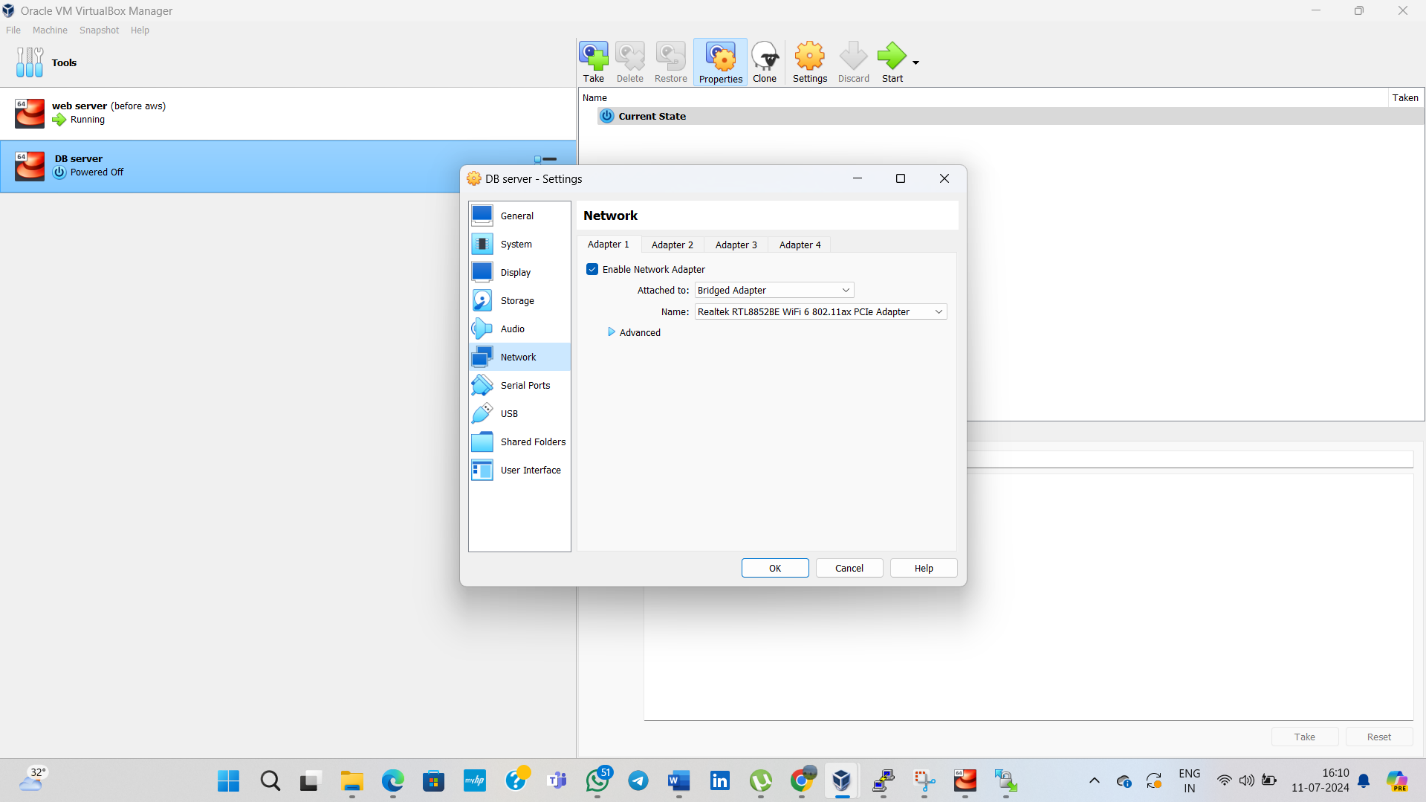 Oracle VM VirtualBox Manager
File Machine Snapshot Help
Tools
Take Delete Restore Properties Clone Settings Discard Start
Name Taken
Current State
64
web server (before aws)
Running
64
DB server
Powered Off
DB server - Settings
General
System
Display
Storage
Audio
Network
Serial Ports
USB
Shared Folders
User Interface
Network
Adapter 1 Adapter 2 Adapter 3 Adapter 4
Enable Network Adapter
Attached to: Bridged Adapter
Name: Realtek RTL8852BE WiFi 6 802.11ax PCIe Adapter
Advanced
OK Cancel Help
Take Reset
32°
51
ENG
IN
16:10
11-07-2024
PRE